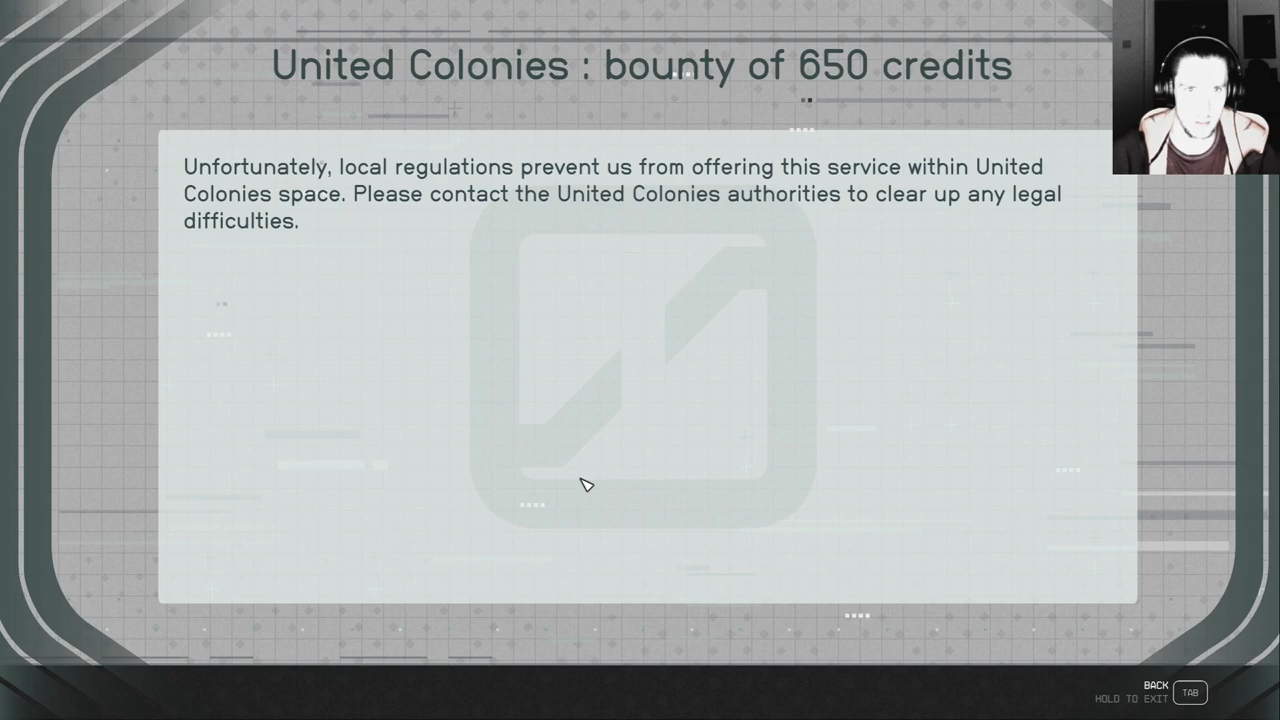 United Colonies : bounty of 650 credits
Unfortunately, local regulations prevent us from offering this service within United
Colonies space. Please contact the United Colonies authorities to clear up any legal
difficulties.
BACK
HOLD TO EXIT TAB